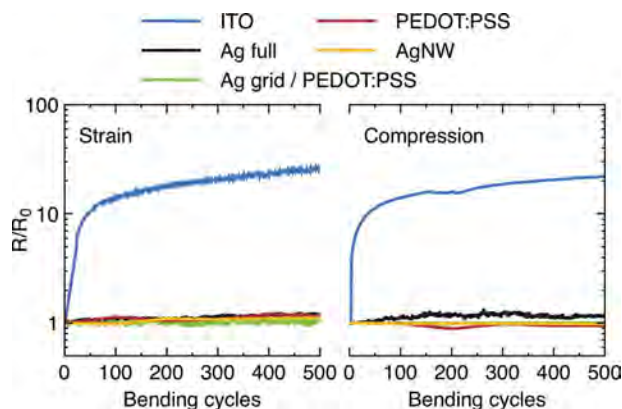 ITO PEDOT:PSS
Ag full AgNW
Ag grid / PEDOT:PSS
100
Strain Compression
R/R0
10
1
0 100 200 300 400 500 0 100 200 300 400 500
Bending cycles Bending cycles